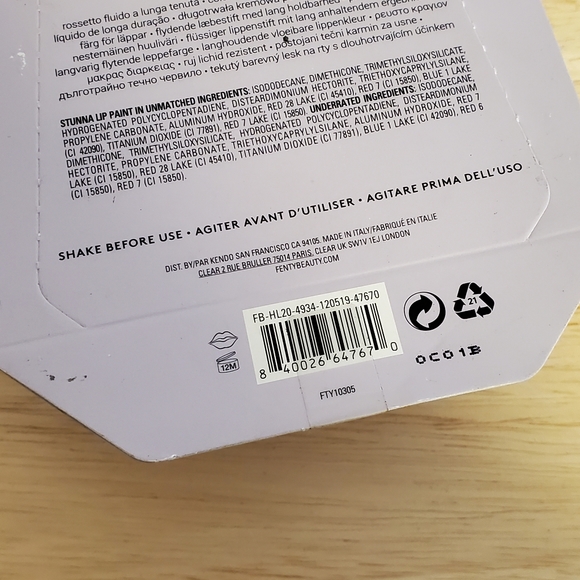 rossetto fluido a lunga tenuta
líquido de longa duração • długotrwała kremowa
färg för läppar • flydende læbestift med lang holdbarhed
nestemäinen huuliväri • flüssiger lippenstift mit lang anhaltendem
langvarig flytende leppefarge • langhoudende vloeibare lippenkleur • ρευστο κραγιον
μακρας διαρκειας • ruj lichid rezistent • postojani tečni karmin za usne •
дълготрайно течно червило • tekutý barevný lesk na rty s dlouhotrvajícím účinkem
STUNNA LIP PAINT IN UNMATCHED INGREDIENTS: ISODODECANE, DIMETHICONE, TRIMETHYLSILOXYSILICATE,
HYDROGENATED POLYCYCLOPENTADIENE, DISTEARDIMONIUM HECTORITE, TRIETHOXYCAPRYLYLSILANE,
PROPYLENE CARBONATE, ALUMINUM HYDROXIDE, RED 28 LAKE (CI 45410), RED 7 (CI 15850), BLUE 1 LAKE
(CI 42090), TITANIUM DIOXIDE (CI 77891), RED 7 LAKE (CI 15850). UNDERRATED INGREDIENTS: ISODODECANE,
DIMETHICONE, TRIMETHYLSILOXYSILICATE, HYDROGENATED POLYCYCLOPENTADIENE, DISTEARDIMONIUM
HECTORITE, PROPYLENE CARBONATE, TRIETHOXYCAPRYLYLSILANE, ALUMINUM HYDROXIDE, RED 7
LAKE (CI 15850), RED 28 LAKE (CI 45410), TITANIUM DIOXIDE (CI 77891), BLUE 1 LAKE (CI 42090), RED 6
(CI 15850), RED 7 (CI 15850).
SHAKE BEFORE USE • AGITER AVANT D'UTILISER • AGITARE PRIMA DELL'USO
DIST. BY/PAR KENDO SAN FRANCISCO CA 94105. MADE IN ITALY/FABRIQUÉ EN ITALIE
CLEAR 2 RUE BRULLER 75014 PARIS, CLEAR UK SW1V 1EJ LONDON
FENTYBEAUTY.COM
FB-HL20-4934-120519-47670
8 40026 64767 0
12M
21
0C01B
FTY10305